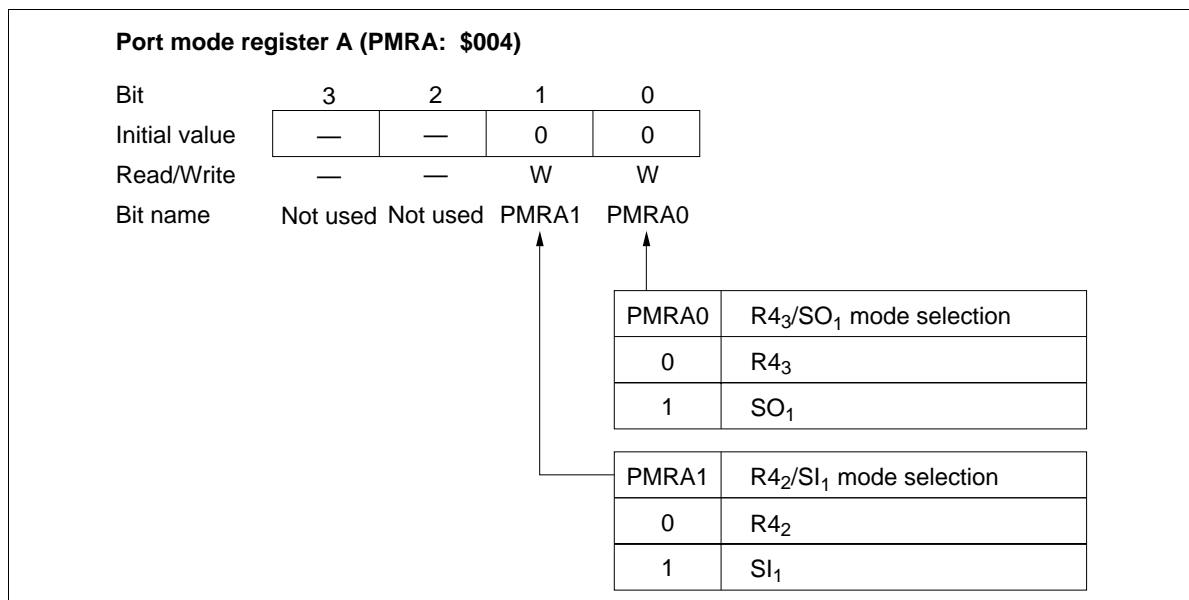 Port mode register A (PMRA: $004)
Bit 3 2 1 0
Initial value — — 0 0
Read/Write — — W W
Bit name Not used Not used PMRA1 PMRA0
PMRA0 R4₃/SO₁ mode selection
0 R4₃
1 SO₁
PMRA1 R4₂/SI₁ mode selection
0 R4₂
1 SI₁